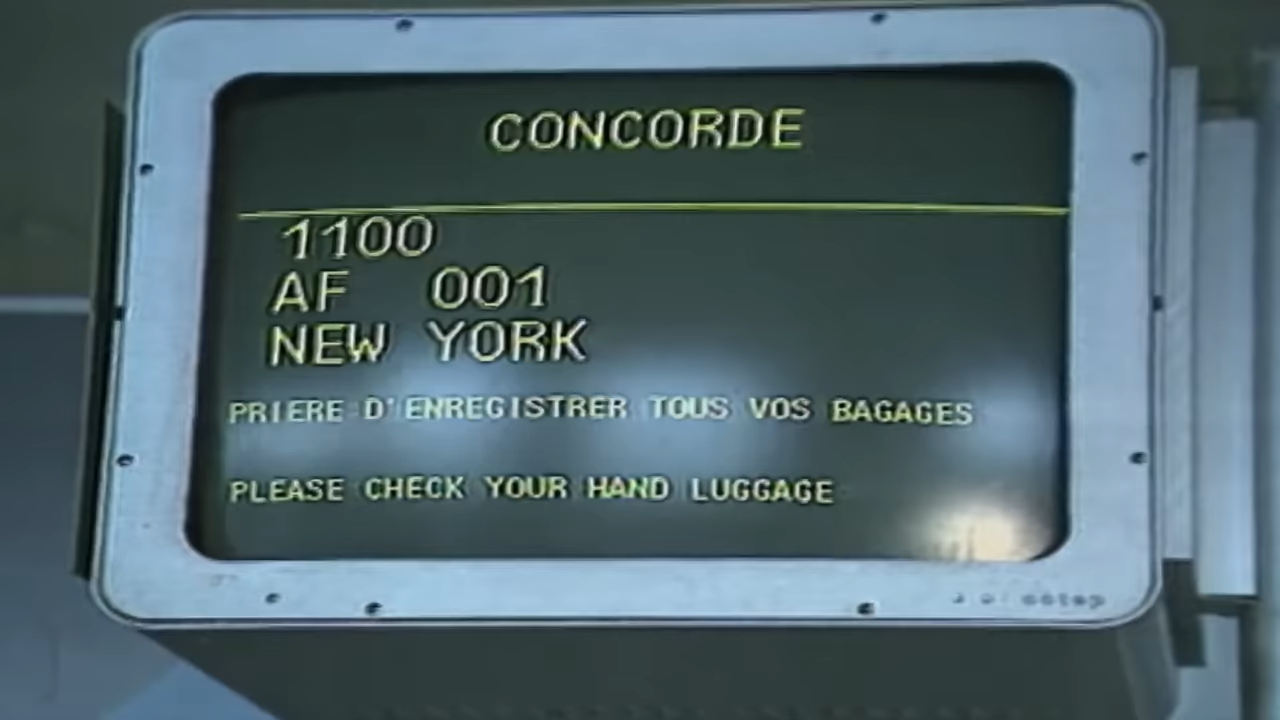 CONCORDE
1100
AF 001
NEW YORK
PRIERE D'ENREGISTRER TOUS VOS BAGAGES
PLEASE CHECK YOUR HAND LUGGAGE